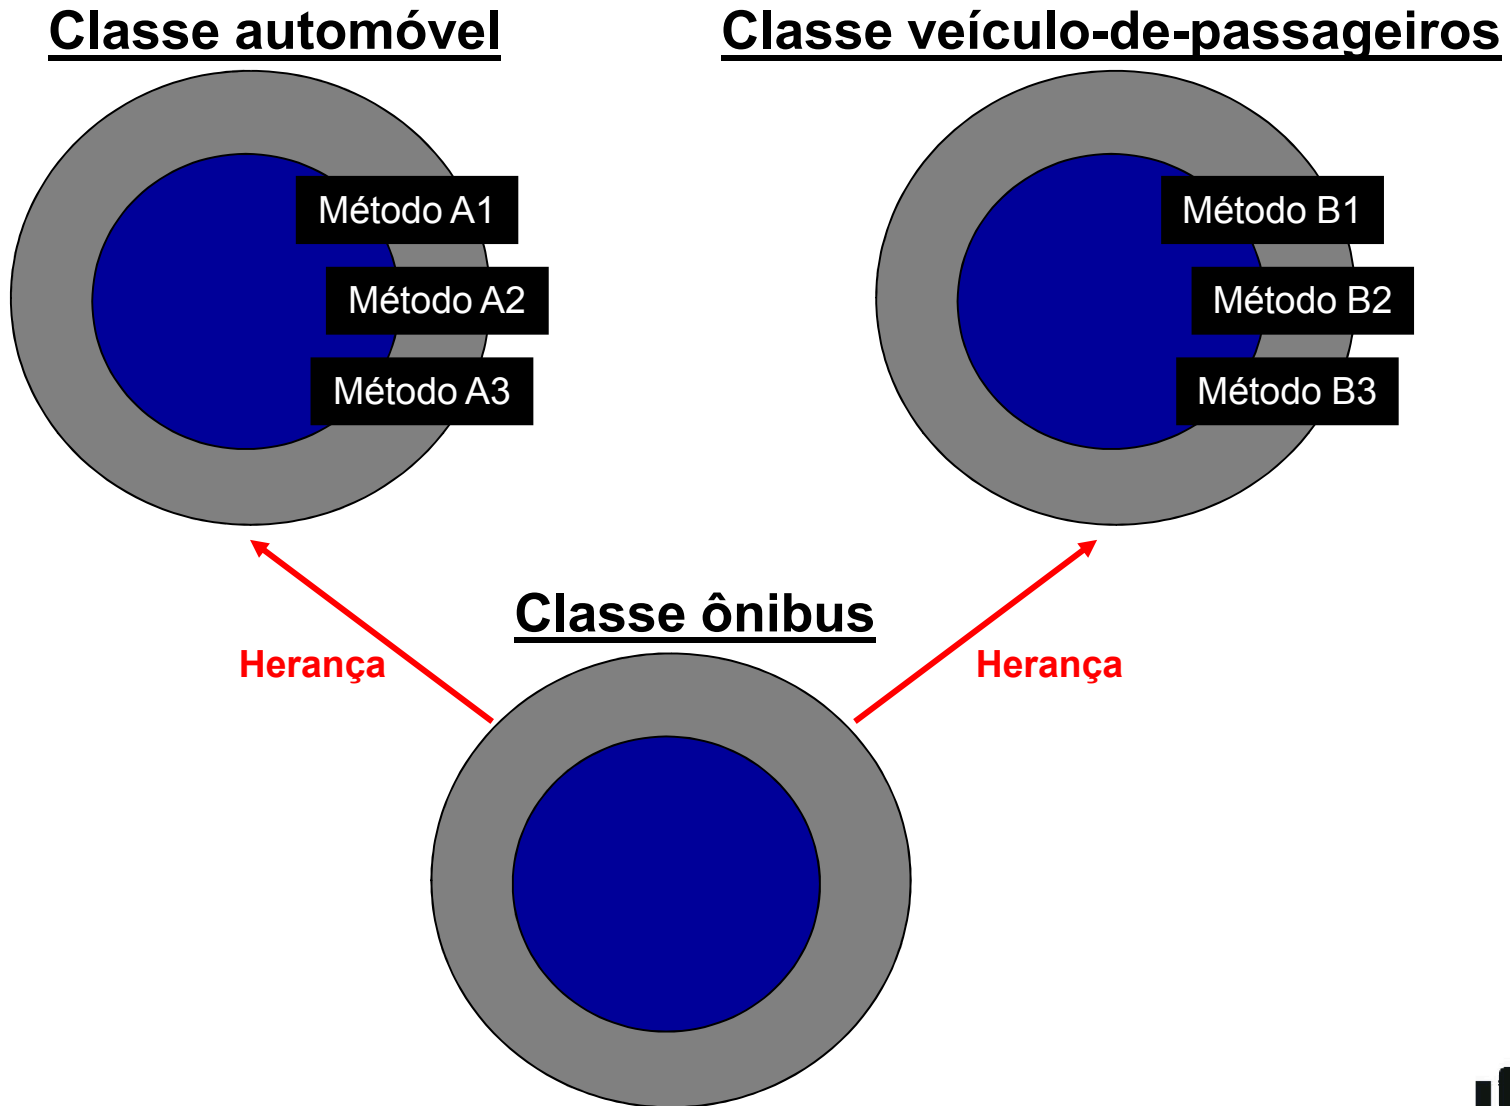 Classe automóvel
Classe veículo-de-passageiros
Método A1
Método A2
Método A3
Método B1
Método B2
Método B3
Classe ônibus
Herança
Herança